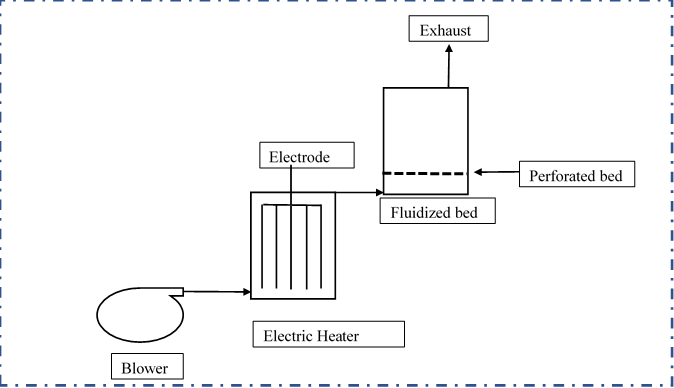 Exhaust
Electrode
Perforated bed
Fluidized bed
Electric Heater
Blower